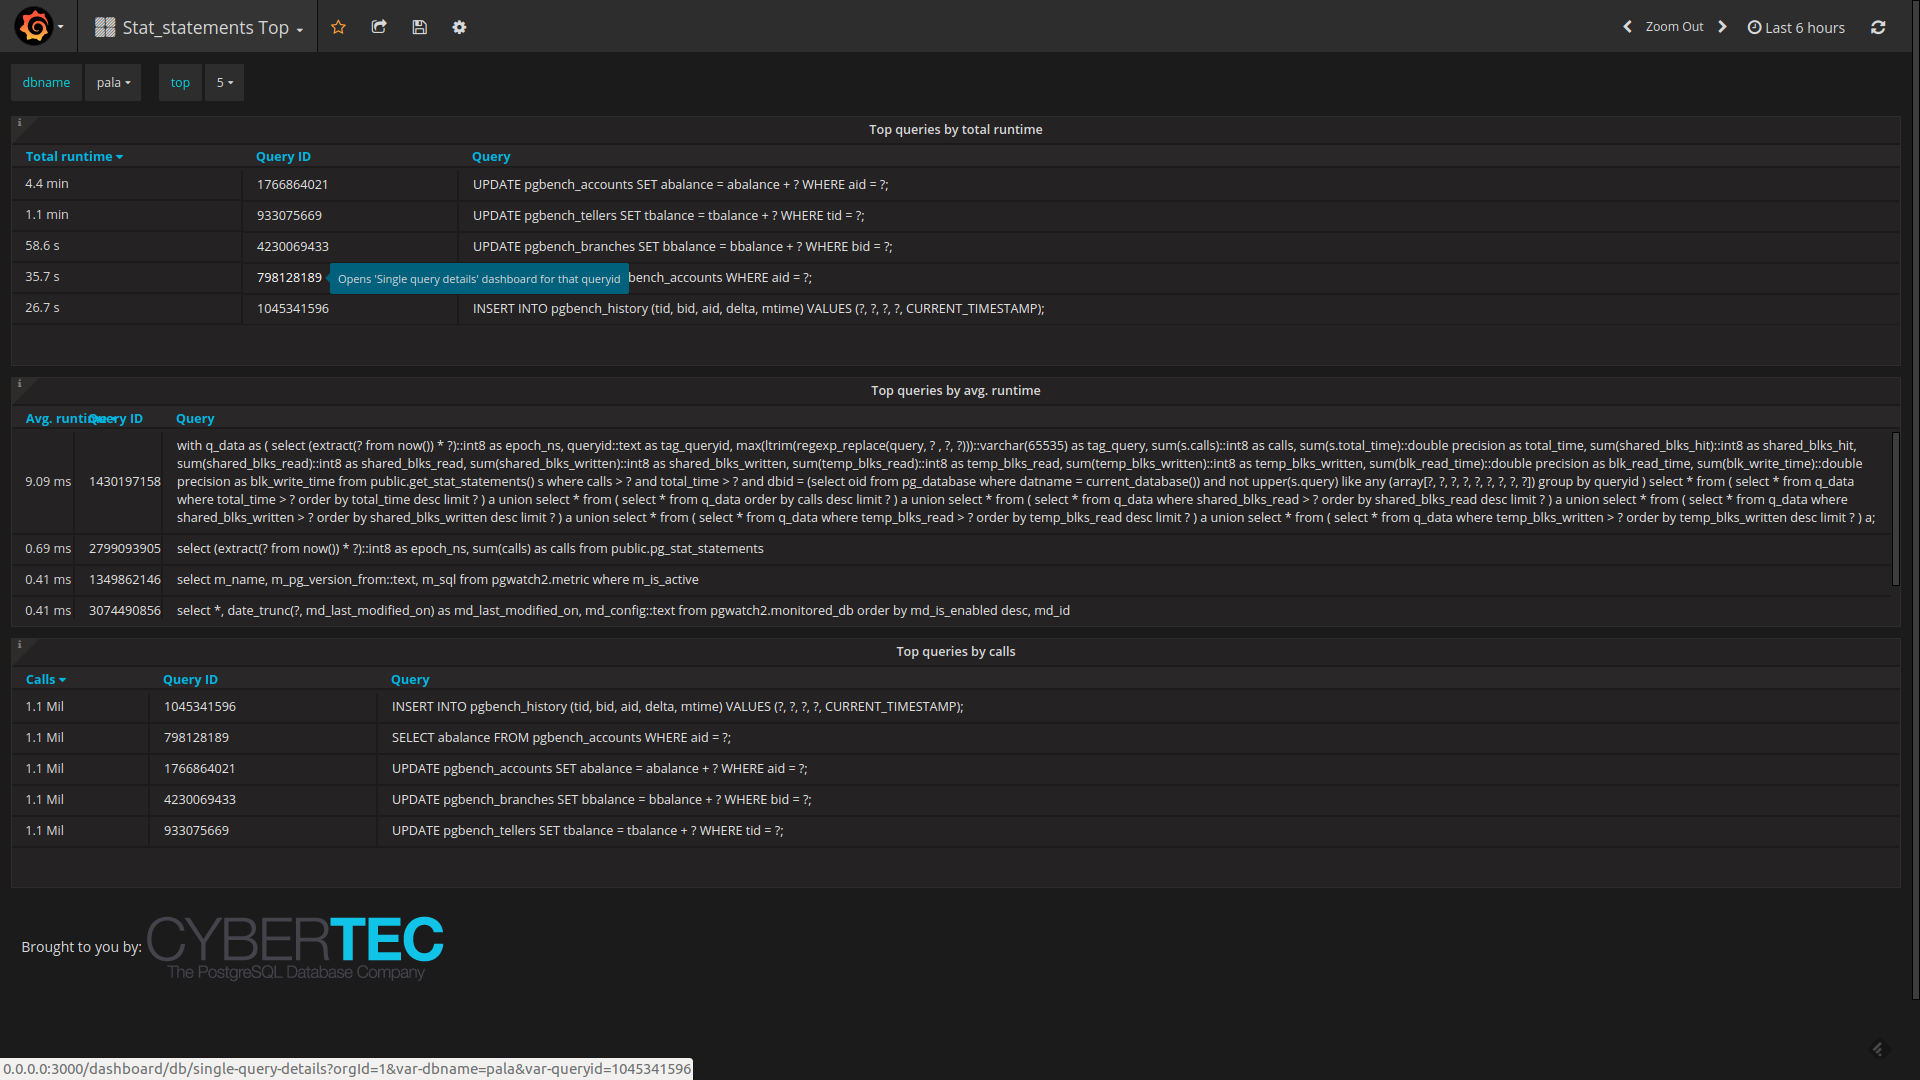 Stat_statements Top
Zoom Out
Last 6 hours
dbname
pala
top
5
Top queries by total runtime
Total runtime Query ID Query
4.4 min 1766864021 UPDATE pgbench_accounts SET abalance = abalance + ? WHERE aid = ?;
1.1 min 933075669 UPDATE pgbench_tellers SET tbalance = tbalance + ? WHERE tid = ?;
58.6 s 4230069433 UPDATE pgbench_branches SET bbalance = bbalance + ? WHERE bid = ?;
35.7 s 798128189 Opens 'Single query details' dashboard for that queryid bench_accounts WHERE aid = ?;
26.7 s 1045341596 INSERT INTO pgbench_history (tid, bid, aid, delta, mtime) VALUES (?, ?, ?, ?, CURRENT_TIMESTAMP);
Top queries by avg. runtime
Avg. runtime Query ID Query
with q_data as ( select (extract(? from now()) * ?)::int8 as epoch_ns, queryid::text as tag_queryid, max(ltrim(regexp_replace(query, ? , ?, ?)))::varchar(65535) as tag_query, sum(s.calls)::int8 as calls, sum(s.total_time)::double precision as total_time, sum(shared_blks_hit)::int8 as shared_blks_hit,
sum(shared_blks_read)::int8 as shared_blks_read, sum(shared_blks_written)::int8 as shared_blks_written, sum(temp_blks_read)::int8 as temp_blks_read, sum(temp_blks_written)::int8 as temp_blks_written, sum(blk_read_time)::double precision as blk_read_time, sum(blk_write_time)::double
9.09 ms 1430197158 precision as blk_write_time from public.get_stat_statements() s where calls > ? and total_time > ? and dbid = (select oid from pg_database where datname = current_database()) and not upper(s.query) like any (array[?, ?, ?, ?, ?, ?, ?, ?]) group by queryid ) select * from ( select * from q_data
where total_time > ? order by total_time desc limit ? ) a union select * from ( select * from q_data order by calls desc limit ? ) a union select * from ( select * from q_data where shared_blks_read > ? order by shared_blks_read desc limit ? ) a union select * from ( select * from q_data where
shared_blks_written > ? order by shared_blks_written desc limit ? ) a union select * from ( select * from q_data where temp_blks_read > ? order by temp_blks_read desc limit ? ) a union select * from ( select * from q_data where temp_blks_written > ? order by temp_blks_written desc limit ? ) a;
0.69 ms 2799093905 select (extract(? from now()) * ?)::int8 as epoch_ns, sum(calls) as calls from public.pg_stat_statements
0.41 ms 1349862146 select m_name, m_pg_version_from::text, m_sql from pgwatch2.metric where m_is_active
0.41 ms 3074490856 select *, date_trunc(?, md_last_modified_on) as md_last_modified_on, md_config::text from pgwatch2.monitored_db order by md_is_enabled desc, md_id
Top queries by calls
Calls Query ID Query
1.1 Mil 1045341596 INSERT INTO pgbench_history (tid, bid, aid, delta, mtime) VALUES (?, ?, ?, ?, CURRENT_TIMESTAMP);
1.1 Mil 798128189 SELECT abalance FROM pgbench_accounts WHERE aid = ?;
1.1 Mil 1766864021 UPDATE pgbench_accounts SET abalance = abalance + ? WHERE aid = ?;
1.1 Mil 4230069433 UPDATE pgbench_branches SET bbalance = bbalance + ? WHERE bid = ?;
1.1 Mil 933075669 UPDATE pgbench_tellers SET tbalance = tbalance + ? WHERE tid = ?;
Brought to you by: CYBERTEC
The PostgreSQL Database Company
0.0.0.0:3000/dashboard/db/single-query-details?orgId=1&var-dbname=pala&var-queryid=1045341596